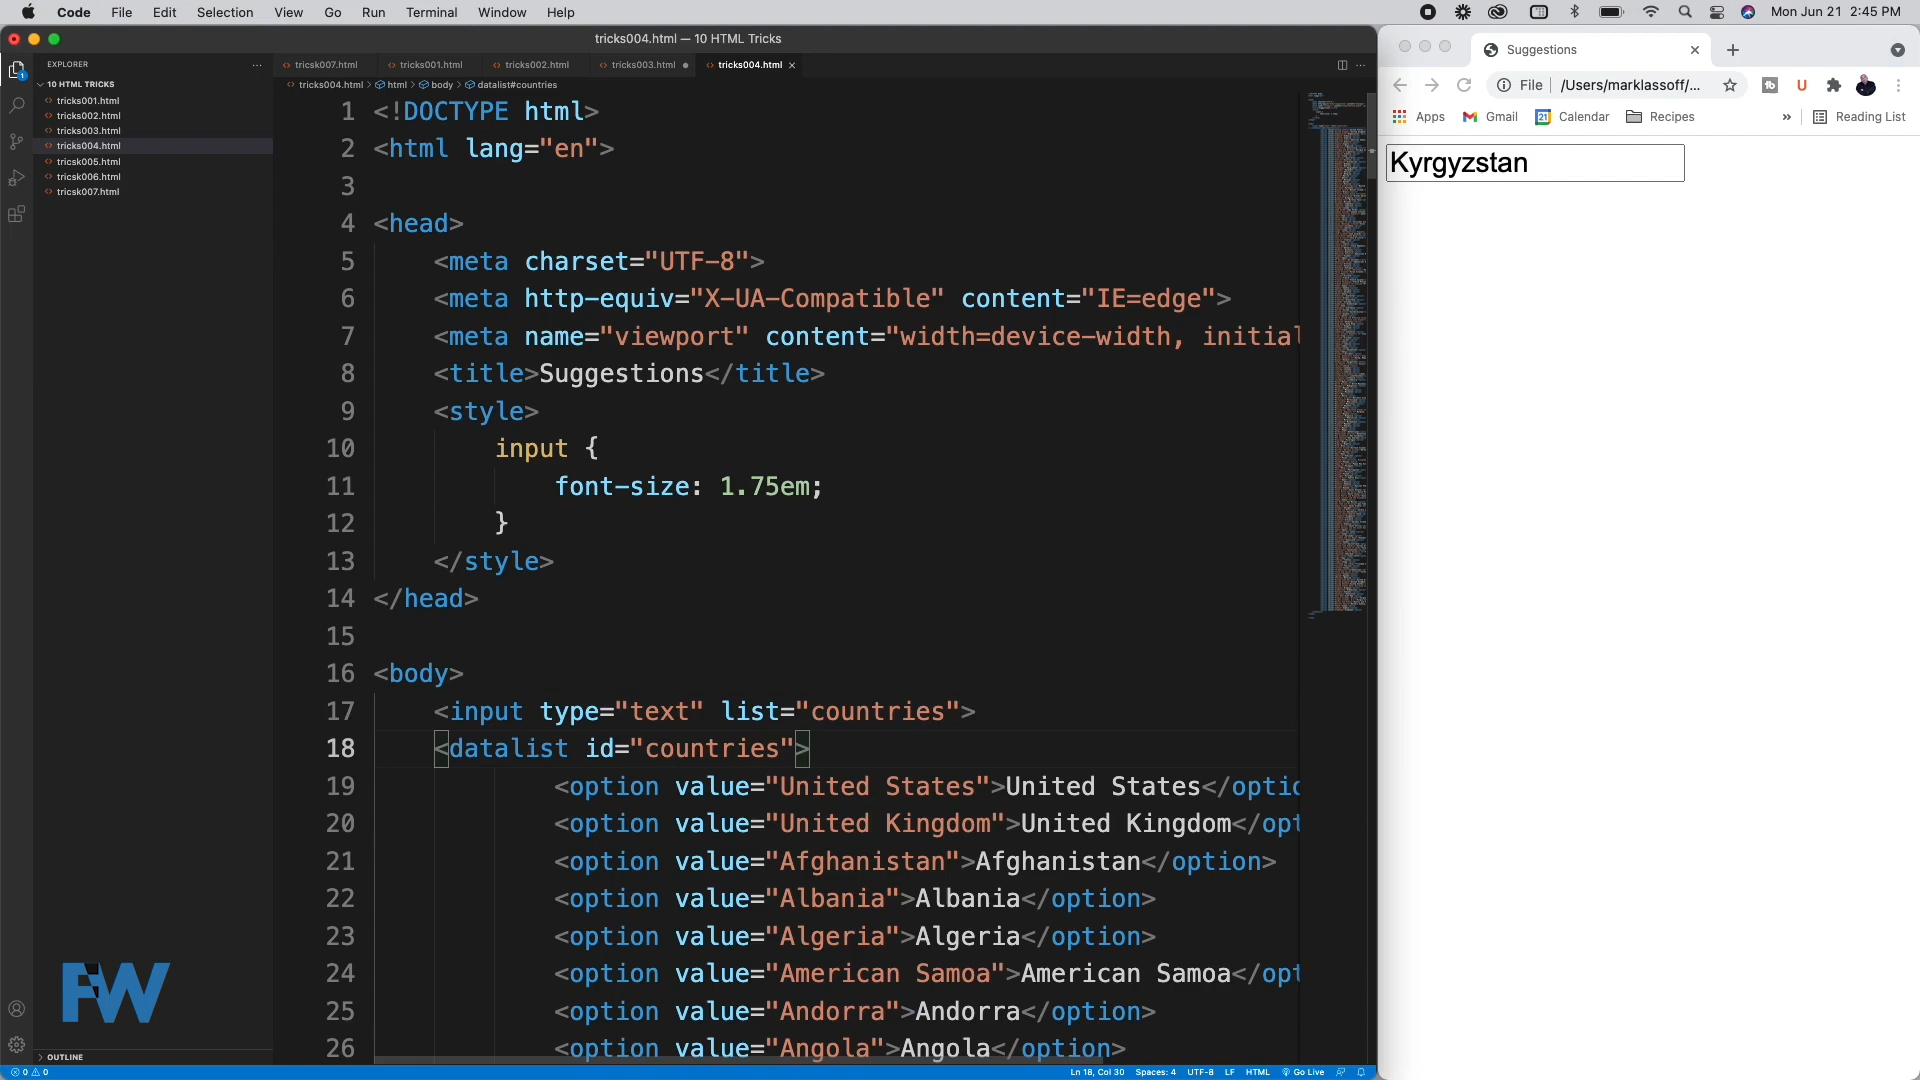 Code File Edit Selection View Go Run Terminal Window Help
Mon Jun 21 2:45 PM
tricks004.html — 10 HTML Tricks
EXPLORER
10 HTML TRICKS
tricks001.html
tricks002.html
tricks003.html
tricks004.html
tricsk005.html
tricsk006.html
tricsk007.html
OUTLINE
FW
tricsk007.html tricks001.html tricks002.html tricks003.html tricks004.html
tricks004.html > html > body > datalist#countries
1 <!DOCTYPE html>
2 <html lang="en">
3
4 <head>
5 <meta charset="UTF-8">
6 <meta http-equiv="X-UA-Compatible" content="IE=edge">
7 <meta name="viewport" content="width=device-width, initial
8 <title>Suggestions</title>
9 <style>
10 input {
11 font-size: 1.75em;
12 }
13 </style>
14 </head>
15
16 <body>
17 <input type="text" list="countries">
18 <datalist id="countries">
19 <option value="United States">United States</optio
20 <option value="United Kingdom">United Kingdom</opt
21 <option value="Afghanistan">Afghanistan</option>
22 <option value="Albania">Albania</option>
23 <option value="Algeria">Algeria</option>
24 <option value="American Samoa">American Samoa</opt
25 <option value="Andorra">Andorra</option>
26 <option value="Angola">Angola</option>
0 0
Ln 18, Col 30 Spaces: 4 UTF-8 LF HTML Go Live
Suggestions
File | /Users/marklassoff/...
Apps Gmail Calendar Recipes » Reading List
Kyrgyzstan